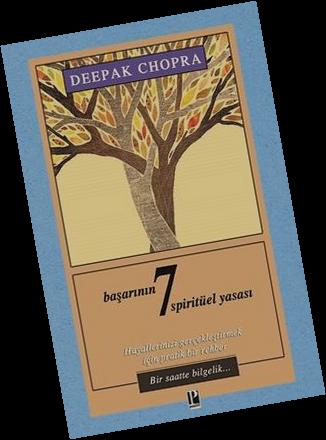 DEEPAK CHOPRA
başarının 7 spiritüel yasası
Hayallerinizi gerçekleştirmek
için pratik bir rehber
Bir saatte bilgelik...
P